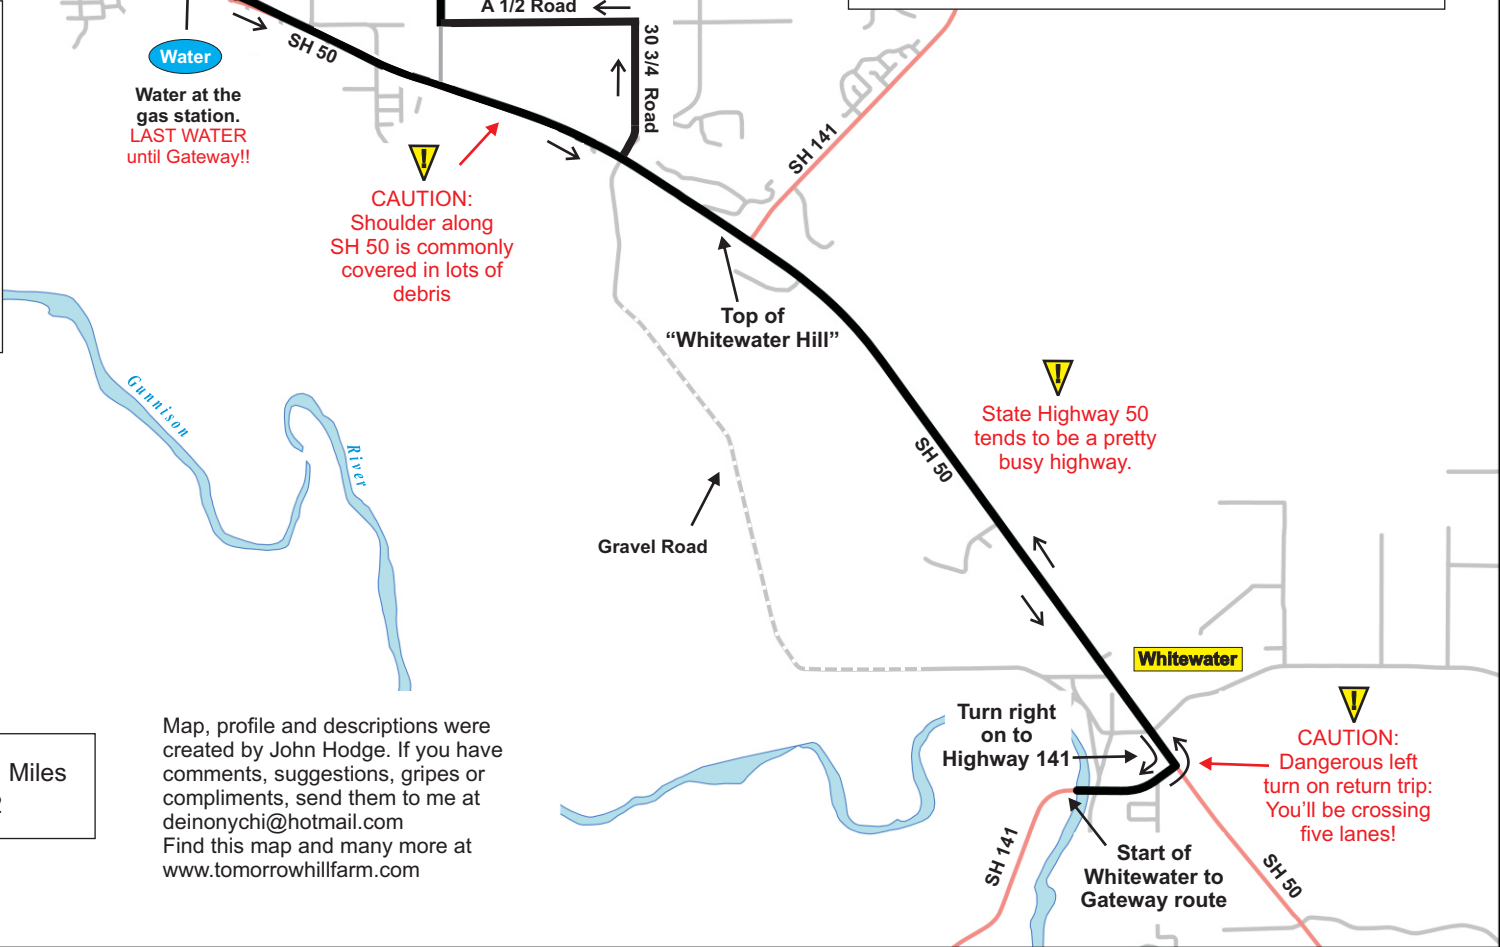 A 1/2 Road
30 3/4 Road
SH 50
Water
Water at the
gas station.
LAST WATER
until Gateway!!
!
CAUTION:
Shoulder along
SH 50 is commonly
covered in lots of
debris
SH 141
Top of
“Whitewater Hill”
Gunnison
River
!
State Highway 50
tends to be a pretty
busy highway.
SH 50
Gravel Road
Whitewater
Turn right
on to
Highway 141
!
CAUTION:
Dangerous left
turn on return trip:
You’ll be crossing
five lanes!
SH 141
Start of
Whitewater to
Gateway route
SH 50
Miles
Map, profile and descriptions were
created by John Hodge. If you have
comments, suggestions, gripes or
compliments, send them to me at
deinonychi@hotmail.com
Find this map and many more at
www.tomorrowhillfarm.com